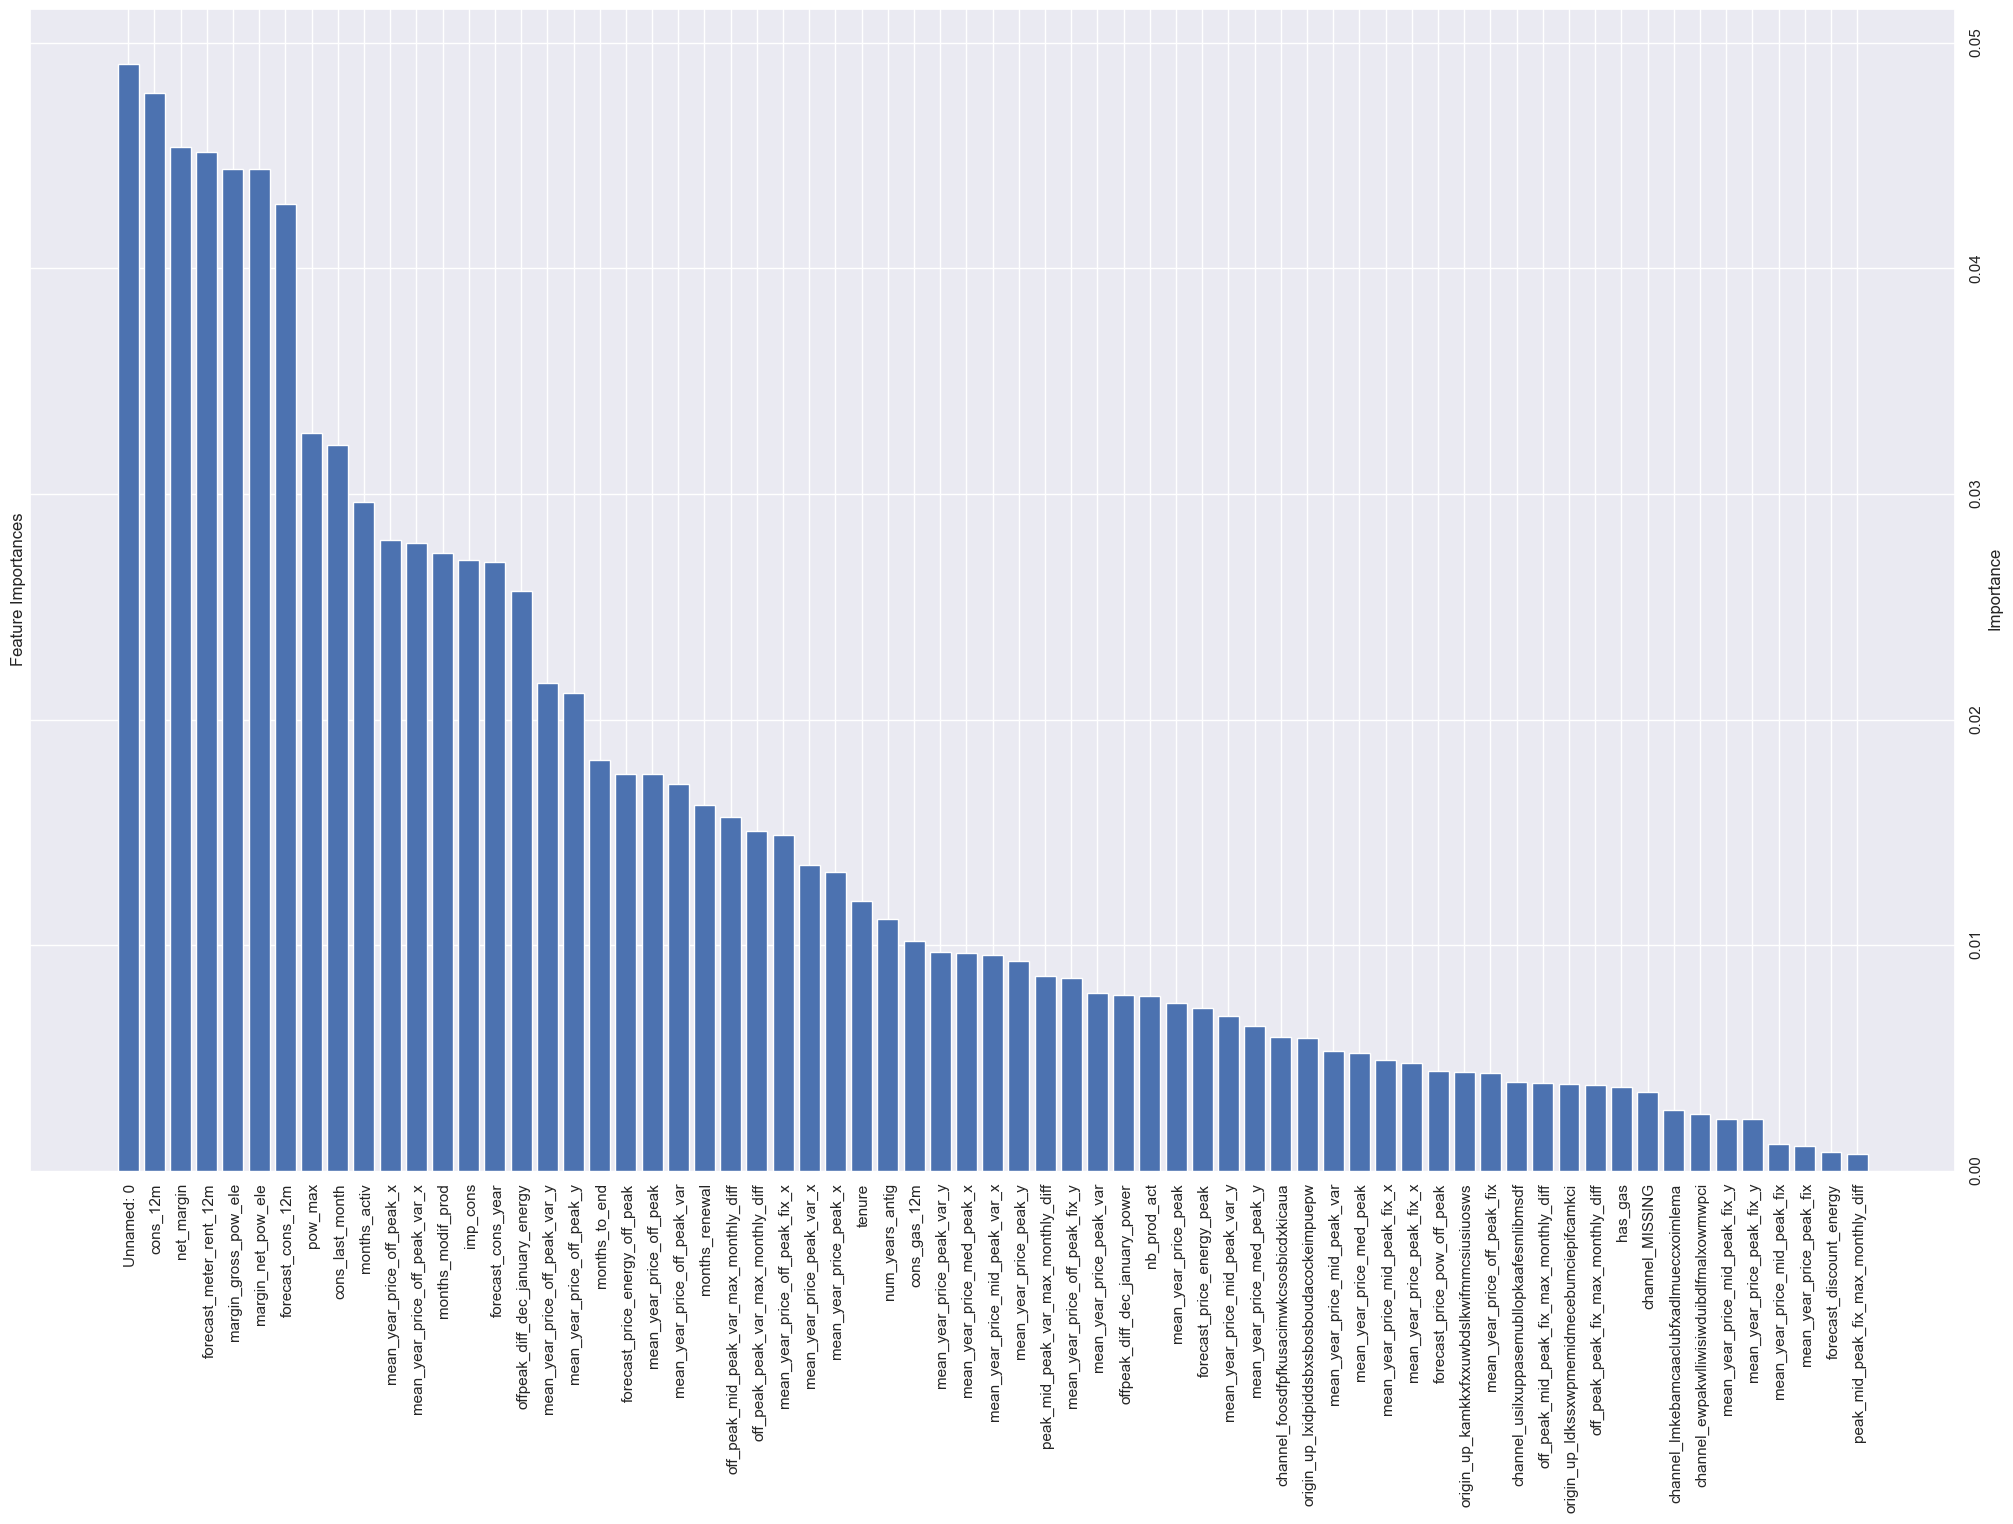 Feature Importances
Unnamed: 0
cons_12m
net_margin
forecast_meter_rent_12m
margin_gross_pow_ele
margin_net_pow_ele
forecast_cons_12m
pow_max
cons_last_month
months_activ
mean_year_price_off_peak_x
mean_year_price_off_peak_var_x
months_modif_prod
imp_cons
forecast_cons_year
offpeak_diff_dec_january_energy
mean_year_price_off_peak_var_y
mean_year_price_off_peak_y
months_to_end
forecast_price_energy_off_peak
mean_year_price_off_peak
mean_year_price_off_peak_var
months_renewal
off_peak_mid_peak_var_max_monthly_diff
off_peak_peak_var_max_monthly_diff
mean_year_price_off_peak_fix_x
mean_year_price_peak_var_x
mean_year_price_peak_x
tenure
num_years_antig
cons_gas_12m
mean_year_price_peak_var_y
mean_year_price_med_peak_x
mean_year_price_mid_peak_var_x
mean_year_price_peak_y
peak_mid_peak_var_max_monthly_diff
mean_year_price_off_peak_fix_y
mean_year_price_peak_var
offpeak_diff_dec_january_power
nb_prod_act
mean_year_price_peak
forecast_price_energy_peak
mean_year_price_mid_peak_var_y
mean_year_price_med_peak_y
channel_foosdfpfkusacimwkcsosbicdxkicaua
origin_up_lxidpiddsbxsbosboudacockeimpuepw
mean_year_price_mid_peak_var
mean_year_price_med_peak
mean_year_price_mid_peak_fix_x
mean_year_price_peak_fix_x
forecast_price_pow_off_peak
origin_up_kamkkxfxxuwbdslkwifmmcsiusiuosws
mean_year_price_off_peak_fix
channel_usilxuppasemubllopkaafesmlibmsdf
off_peak_mid_peak_fix_max_monthly_diff
origin_up_ldkssxwpmemidmecebumciepifcamkci
off_peak_peak_fix_max_monthly_diff
has_gas
channel_MISSING
channel_lmkebamcaaclubfxadlmueccxoimlema
channel_ewpakwlliwisiwduibdlfmalxowmwpci
mean_year_price_mid_peak_fix_y
mean_year_price_peak_fix_y
mean_year_price_mid_peak_fix
mean_year_price_peak_fix
forecast_discount_energy
peak_mid_peak_fix_max_monthly_diff
0.00
0.01
0.02
0.03
0.04
0.05
Importance